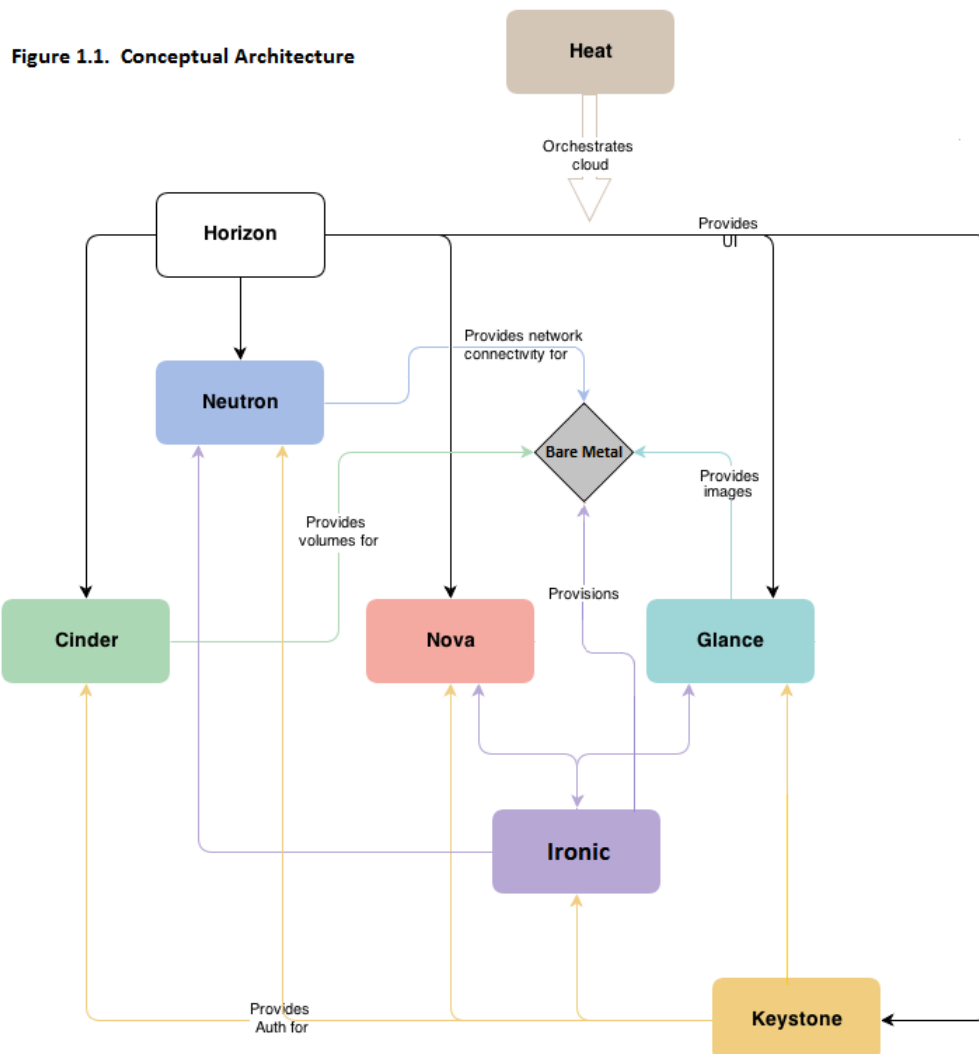 Heat
Figure 1.1. Conceptual Architecture
Orchestrates
cloud
Provides
UI
Horizon
Provides network
connectivity for
Neutron
Bare Metal
Provides
images
Provides
volumes for
Provisions
Cinder
Nova
Glance
Ironic
Provides
Auth for
Keystone